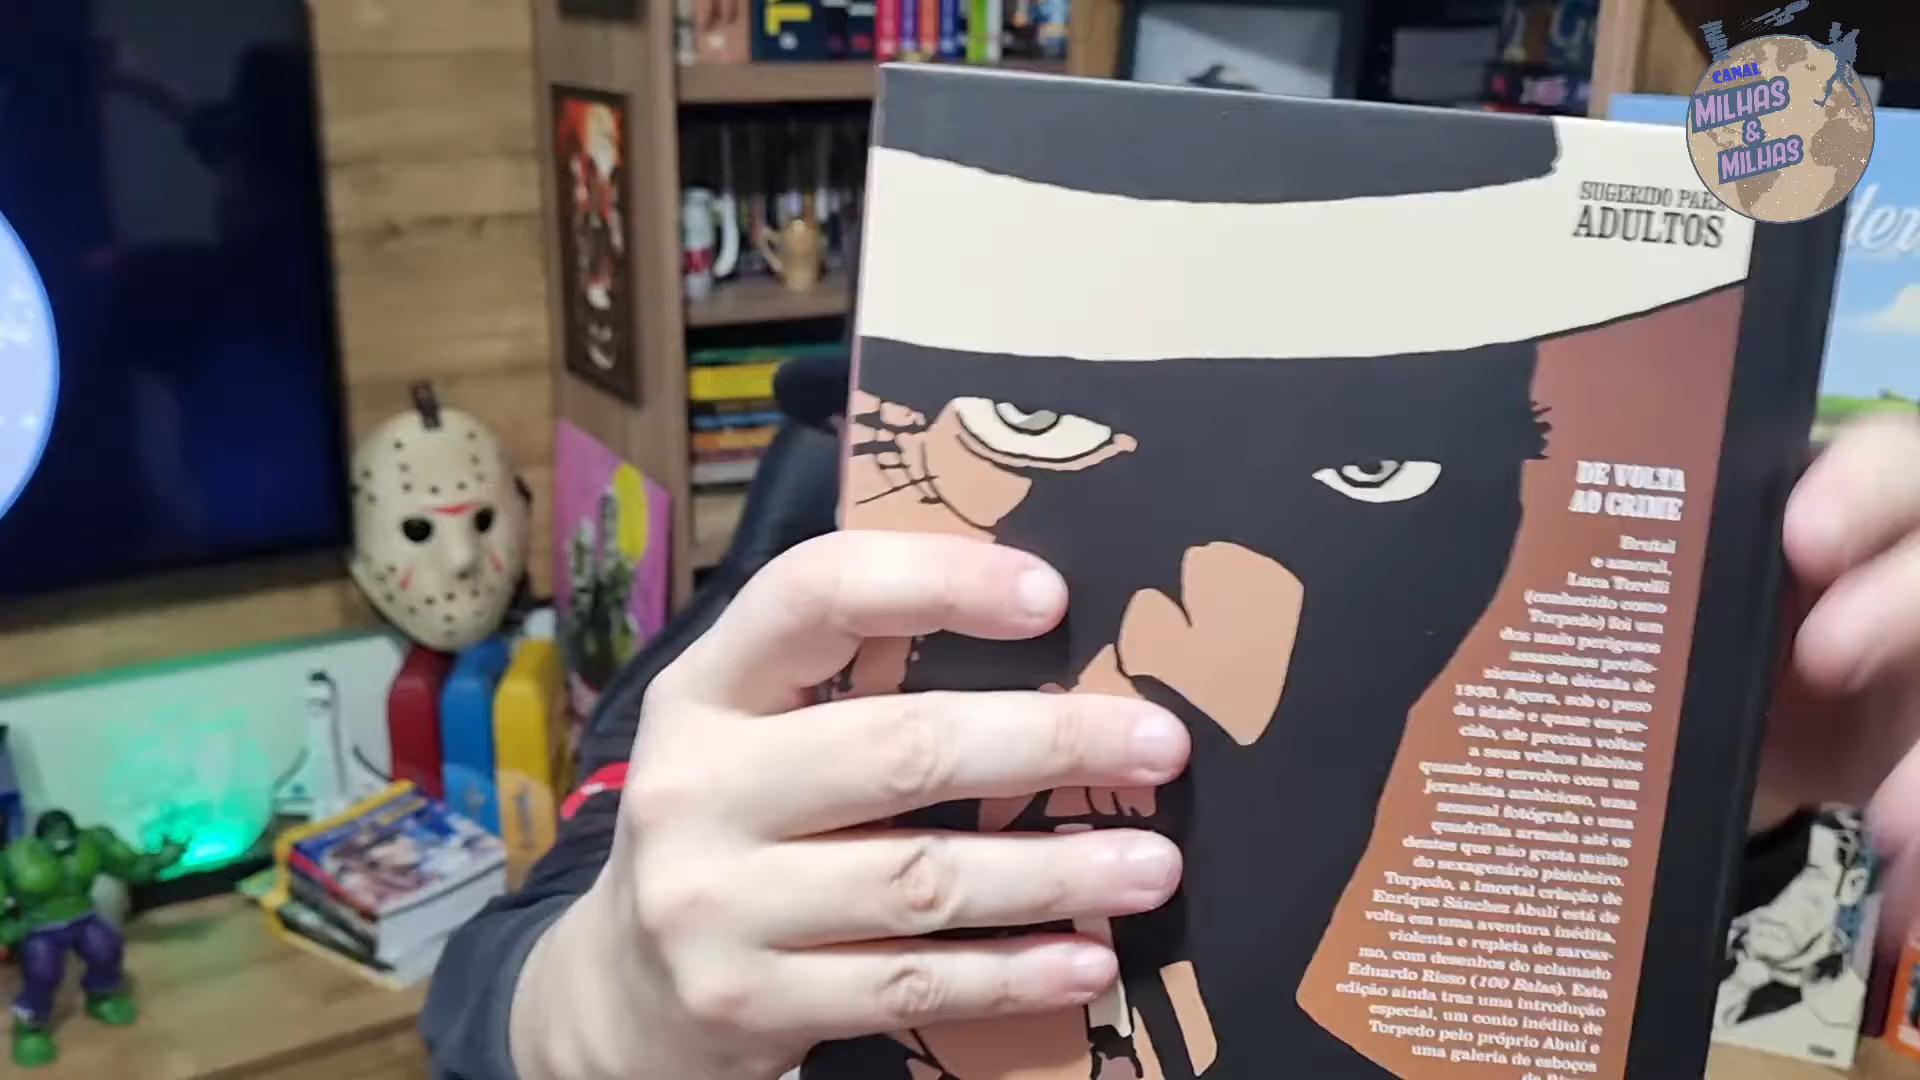 CANAL
MILHAS
&
MILHAS
SUGERIDO PARA
ADULTOS
DE VOLTA
AO CRIME
Brutal
e amoral,
Luca Torelli
(conhecido como
Torpedo) foi um
dos mais perigosos
assassinos profis-
sionais da década de
1930. Agora, sob o peso
da idade e quase esque-
cido, ele precisa voltar
a seus velhos hábitos
quando se envolve com um
jornalista ambicioso, uma
sensual fotógrafa e uma
quadrilha armada até os
dentes que não gosta muito
do sexagenário pistoleiro.
Torpedo, a imortal criação de
Enrique Sánchez Abulí está de
volta em uma aventura inédita,
violenta e repleta de sarcas-
mo, com desenhos do aclamado
Eduardo Risso (100 Balas). Esta
edição ainda traz uma introdução
especial, um conto inédito de
Torpedo pelo próprio Abulí e
uma galeria de esboços